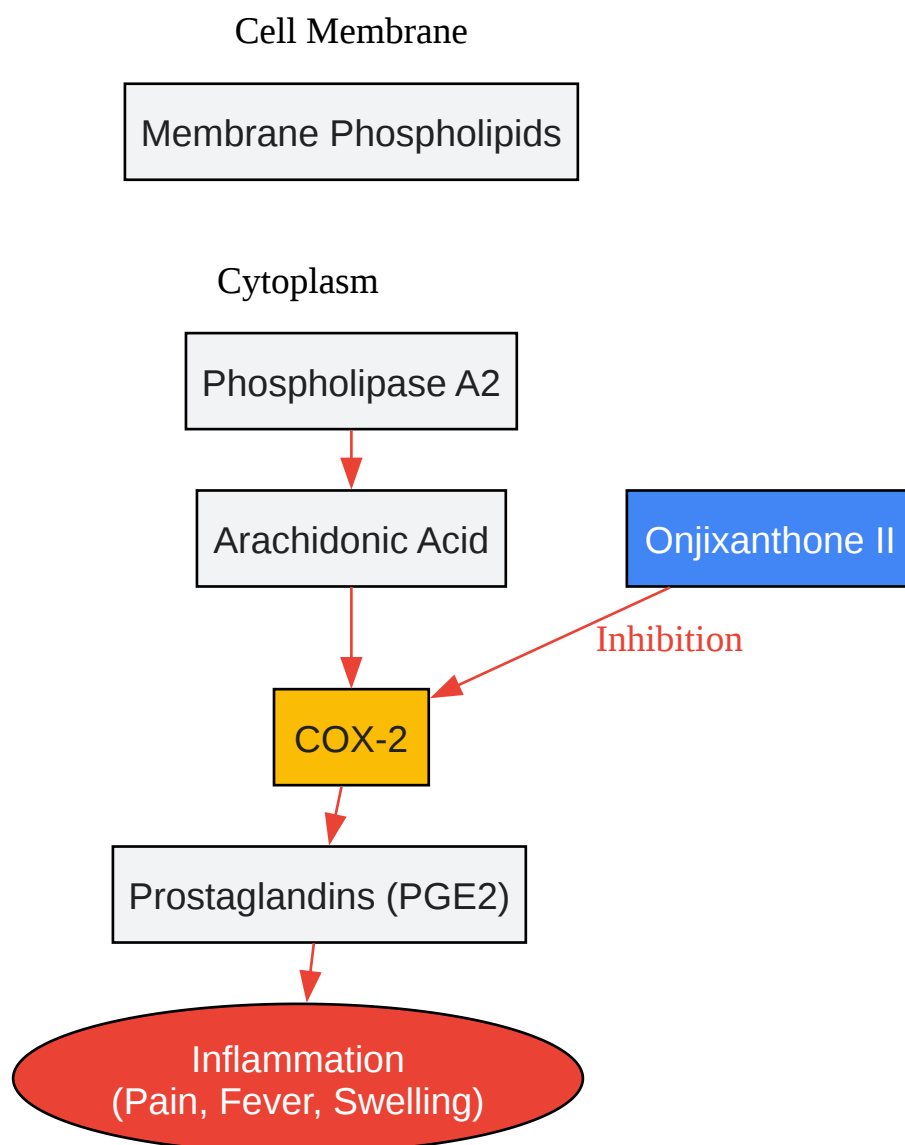 Cell Membrane
Membrane Phospholipids
Cytoplasm
Phospholipase A2
Arachidonic Acid
Onjixanthone II
Inhibition
COX-2
Prostaglandins (PGE2)
Inflammation
(Pain, Fever, Swelling)